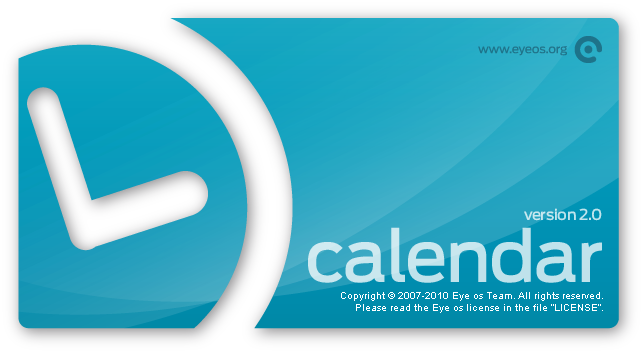 www.eyeos.org
version 2.0
calendar
Copyright © 2007-2010 Eye os Team. All rights reserved.
Please read the Eye os license in the file "LICENSE".